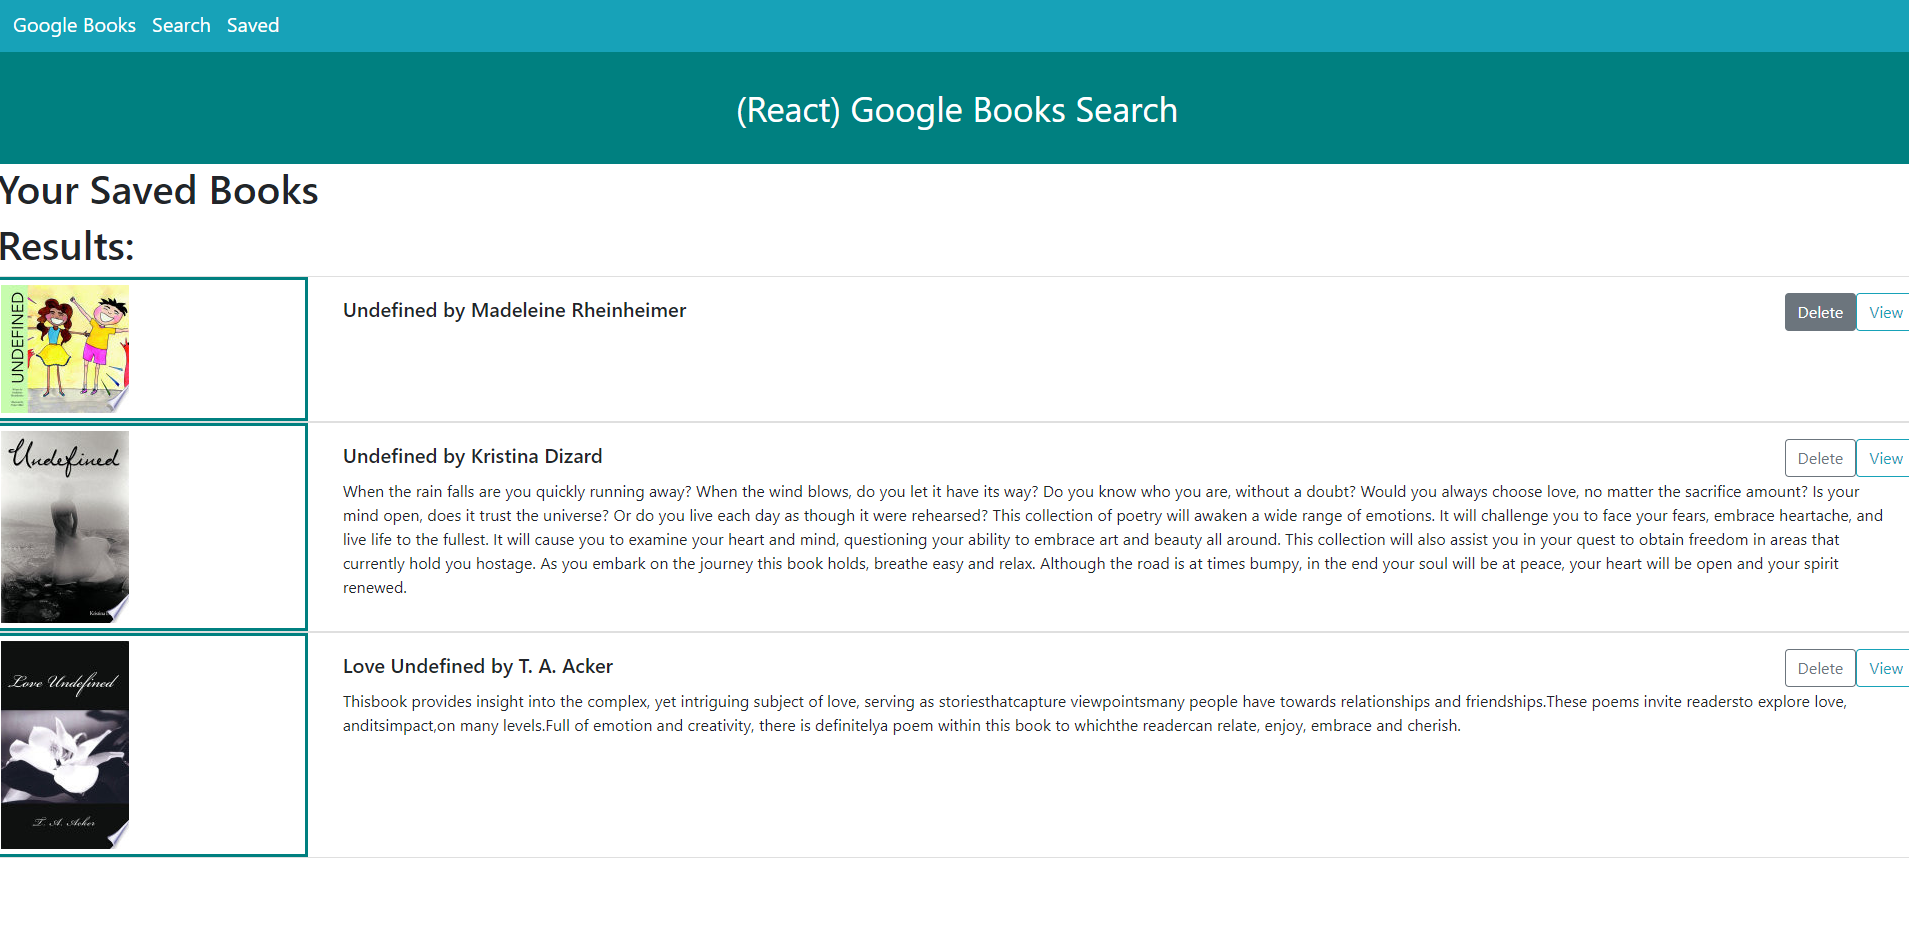 Google Books Search Saved
(React) Google Books Search
Your Saved Books
Results:
UNDEFINED
Undefined by Madeleine Rheinheimer
Delete View
Undefined
Kristina
Undefined by Kristina Dizard
Delete View
When the rain falls are you quickly running away? When the wind blows, do you let it have its way? Do you know who you are, without a doubt? Would you always choose love, no matter the sacrifice amount? Is your
mind open, does it trust the universe? Or do you live each day as though it were rehearsed? This collection of poetry will awaken a wide range of emotions. It will challenge you to face your fears, embrace heartache, and
live life to the fullest. It will cause you to examine your heart and mind, questioning your ability to embrace art and beauty all around. This collection will also assist you in your quest to obtain freedom in areas that
currently hold you hostage. As you embark on the journey this book holds, breathe easy and relax. Although the road is at times bumpy, in the end your soul will be at peace, your heart will be open and your spirit
renewed.
Love Undefined
T. A. Acker
Love Undefined by T. A. Acker
Delete View
Thisbook provides insight into the complex, yet intriguing subject of love, serving as storiesthatcapture viewpointsmany people have towards relationships and friendships.These poems invite readersto explore love,
anditsimpact,on many levels.Full of emotion and creativity, there is definitelya poem within this book to whichthe readercan relate, enjoy, embrace and cherish.